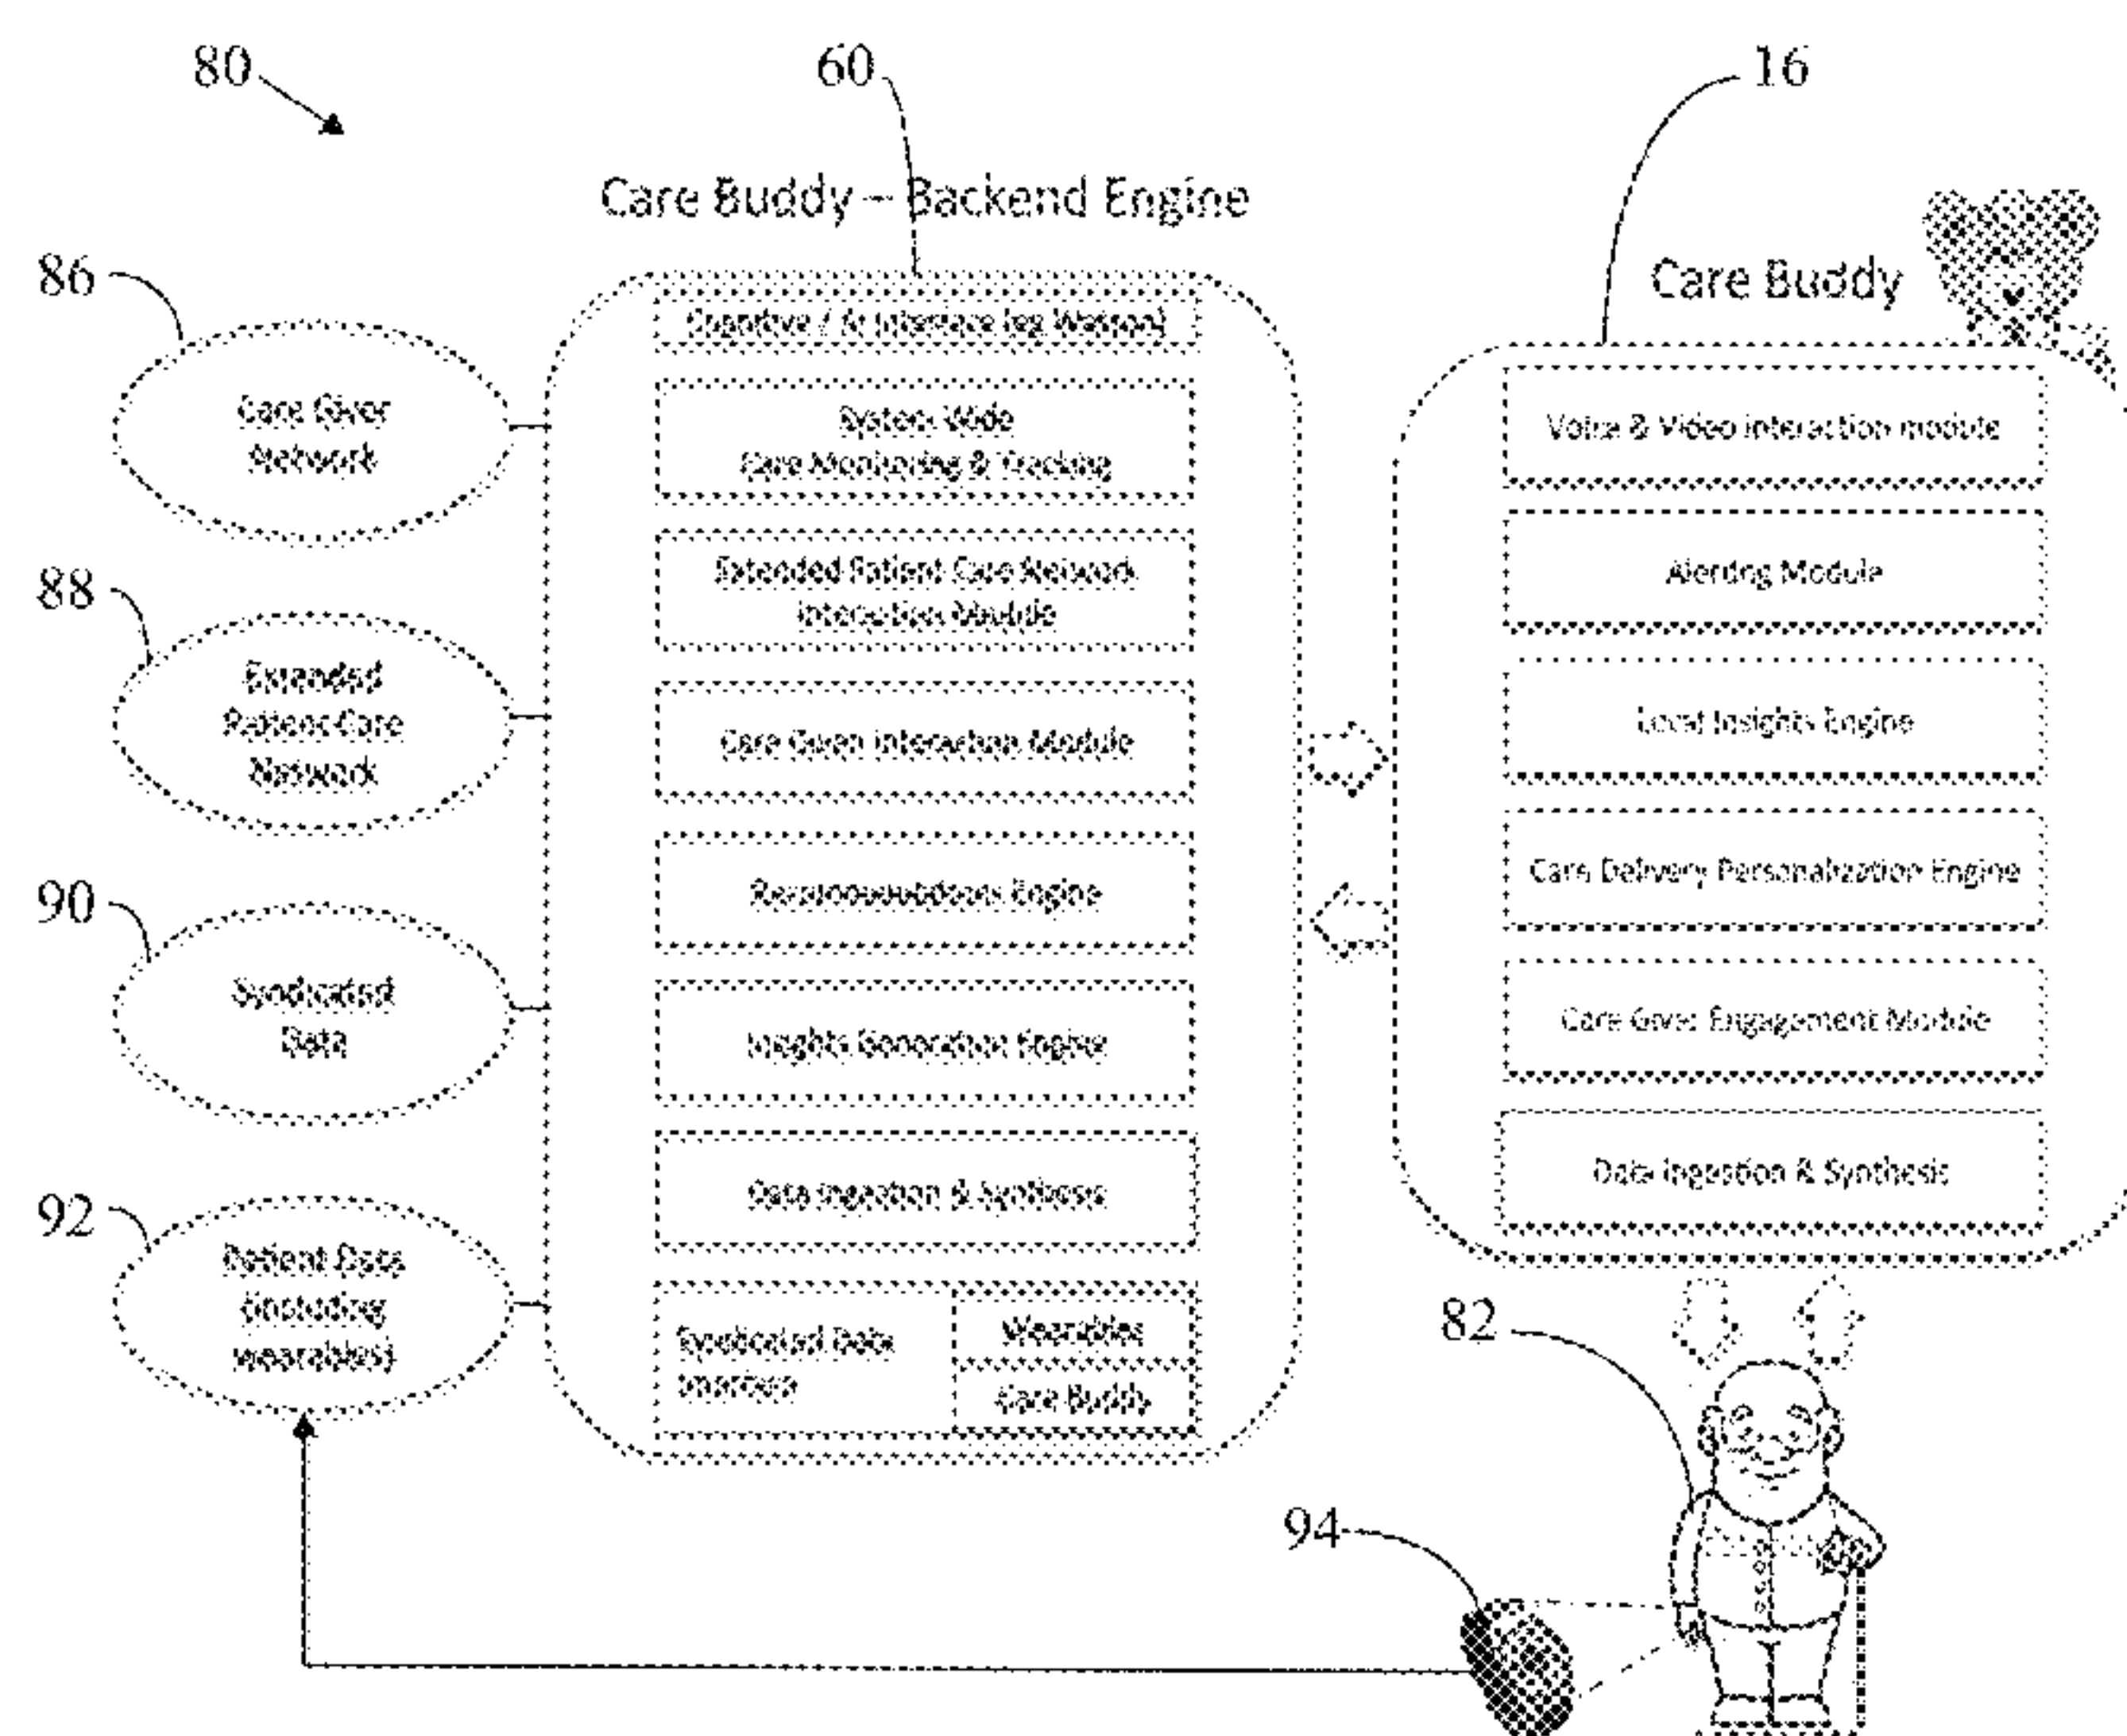 80
60
16
Care Buddy – Backend Engine
86
Care Buddy
Cognitive / AI Interface (eg Watson)
Care Giver
Network
System Wide
Care Monitoring & Tracking
Voice & Video interaction module
88
Extended Patient Care Network
Interaction Module
Alerting Module
Extended
Patient Care
Network
Care Given Interaction Module
Local Insights Engine
90
Engine
Care Delivery Personalization Engine
Syndicated
Data
Insights Generation Engine
Care Giver Engagement Module
92
Data Ingestion & Synthesis
Data Ingestion & Synthesis
Patient Data
(including
wearables)
Syndicated Data
Interface
Wearables
Care Buddy
82
94